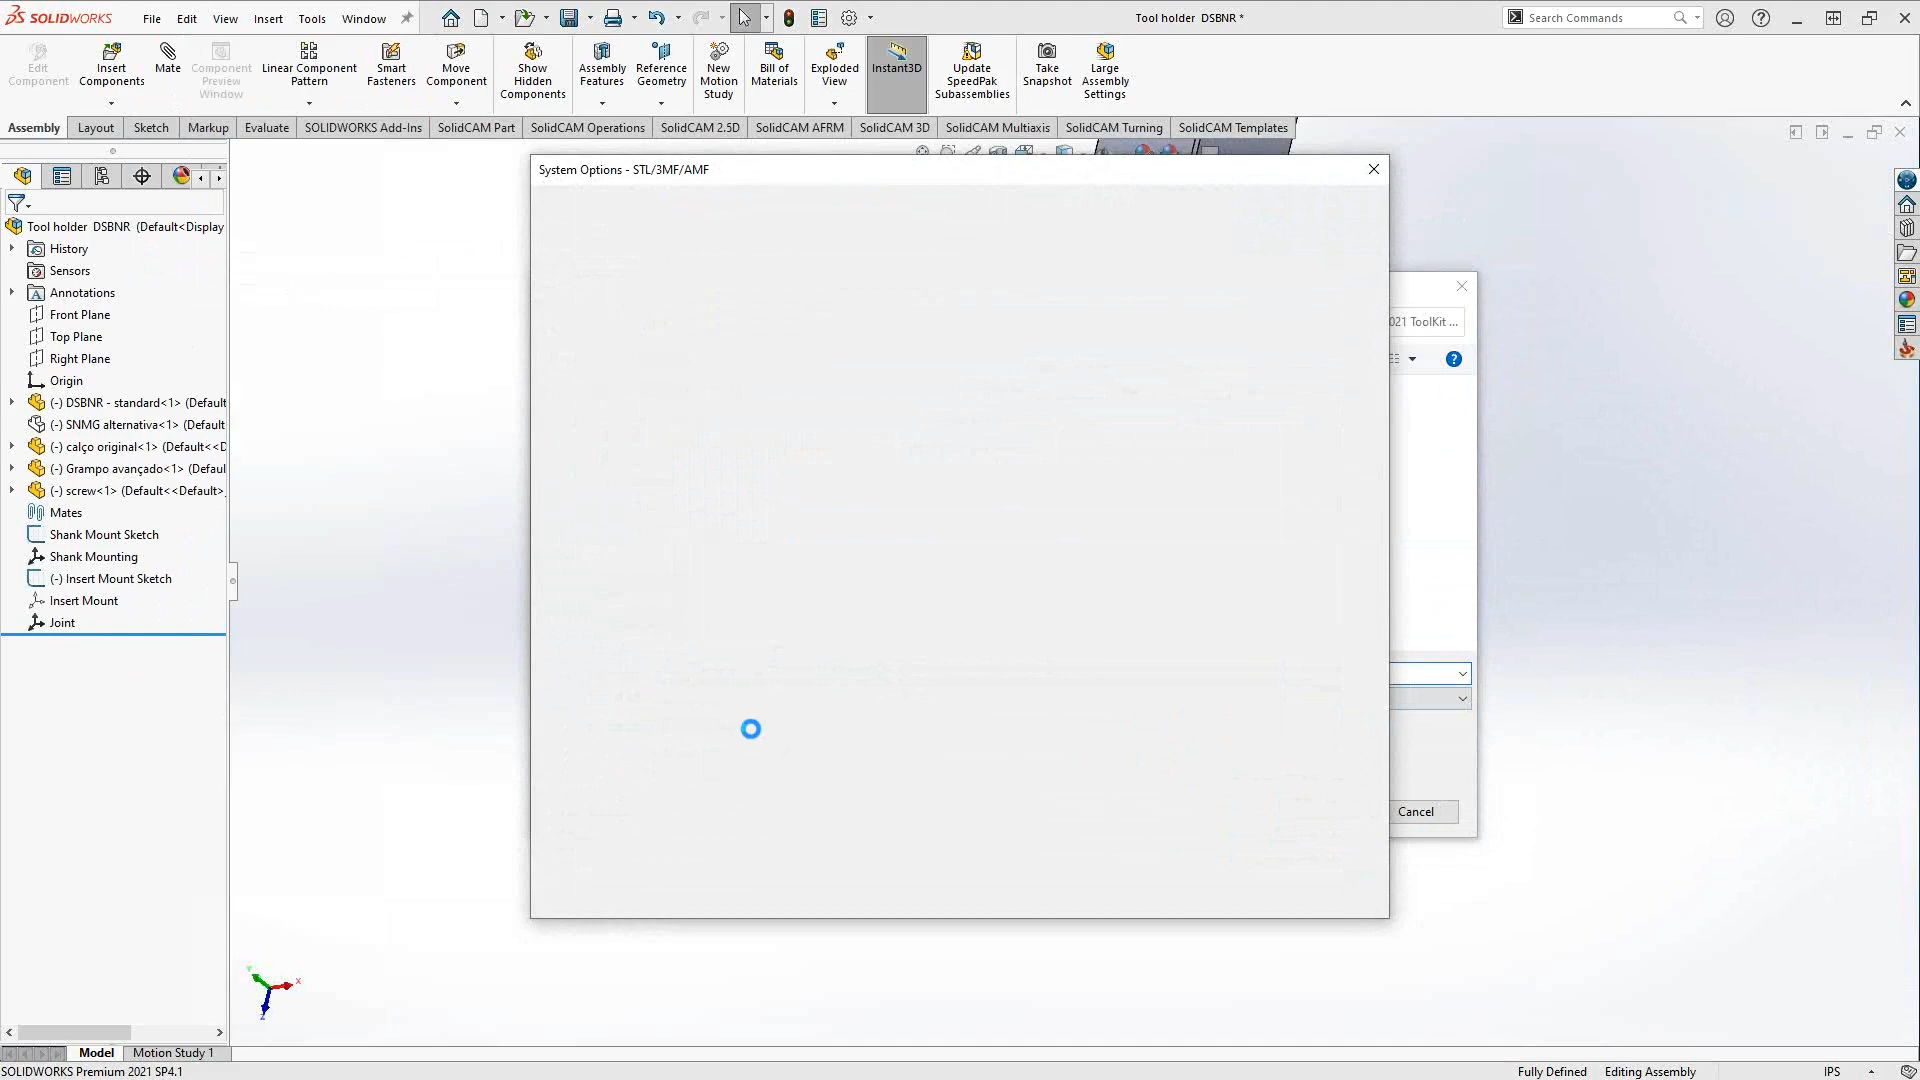 SOLIDWORKS
File Edit View Insert Tools Window
Tool holder DSBNR *
Search Commands
Edit Component
Insert Components
Mate
Component Preview Window
Linear Component Pattern
Smart Fasteners
Move Component
Show Hidden Components
Assembly Features
Reference Geometry
New Motion Study
Bill of Materials
Exploded View
Instant3D
Update SpeedPak Subassemblies
Take Snapshot
Large Assembly Settings
Assembly Layout Sketch Markup Evaluate SOLIDWORKS Add-Ins SolidCAM Part SolidCAM Operations SolidCAM 2.5D SolidCAM AFRM SolidCAM 3D SolidCAM Multiaxis SolidCAM Turning SolidCAM Templates
System Options - STL/3MF/AMF
Tool holder DSBNR (Default<Display
History
Sensors
Annotations
Front Plane
Top Plane
Right Plane
Origin
(-) DSBNR - standard<1> (Default
(-) SNMG alternativa<1> (Default
(-) calço original<1> (Default<<D
(-) Grampo avançado<1> (Defaul
(-) screw<1> (Default<<Default>
Mates
Shank Mount Sketch
Shank Mounting
(-) Insert Mount Sketch
Insert Mount
Joint
021 ToolKit ...
Cancel
X
Y
Z
Model Motion Study 1
SOLIDWORKS Premium 2021 SP4.1
Fully Defined Editing Assembly IPS